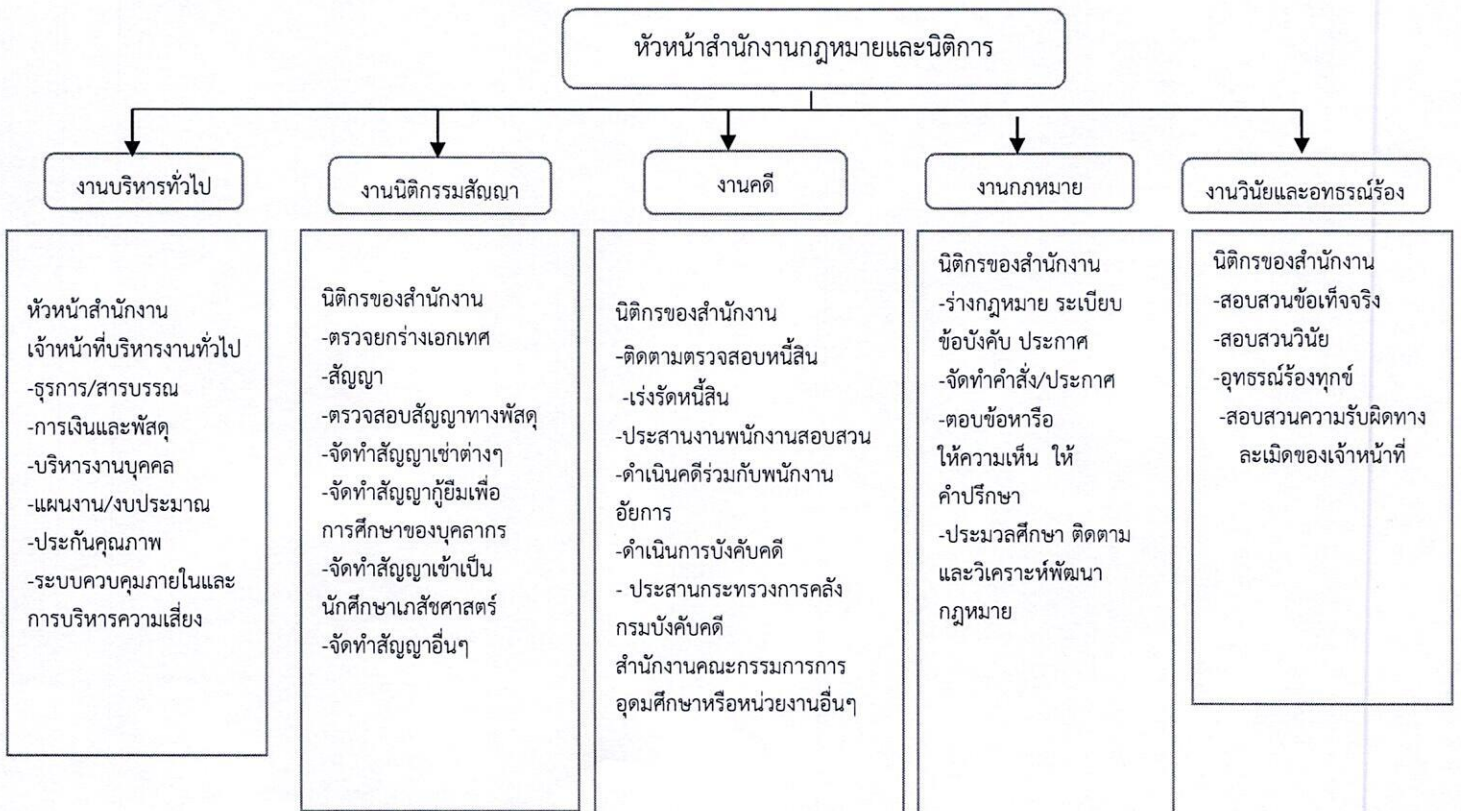 หัวหน้าสำนักงานกฎหมายและนิติการ
งานบริหารทั่วไป
หัวหน้าสำนักงาน
เจ้าหน้าที่บริหารงานทั่วไป
-ธุรการ/สารบรรณ
-การเงินและพัสดุ
-บริหารงานบุคคล
-แผนงาน/งบประมาณ
-ประกันคุณภาพ
-ระบบควบคุมภายในและ
การบริหารความเสี่ยง
งานนิติกรรมสัญญา
นิติกรของสำนักงาน
-ตรวจยกร่างเอกเทศ
-สัญญา
-ตรวจสอบสัญญาทางพัสดุ
-จัดทำสัญญาเช่าต่างๆ
-จัดทำสัญญากู้ยืมเพื่อ
การศึกษาของบุคลากร
-จัดทำสัญญาเข้าเป็น
นักศึกษาเภสัชศาสตร์
-จัดทำสัญญาอื่นๆ
งานคดี
นิติกรของสำนักงาน
-ติดตามตรวจสอบหนี้สิน
-เร่งรัดหนี้สิน
-ประสานงานพนักงานสอบสวน
-ดำเนินคดีร่วมกับพนักงาน
อัยการ
-ดำเนินการบังคับคดี
- ประสานกระทรวงการคลัง
กรมบังคับคดี
สำนักงานคณะกรรมการการ
อุดมศึกษาหรือหน่วยงานอื่นๆ
งานกภหมาย
นิติกรของสำนักงาน
-ร่างกฎหมาย ระเบียบ
ข้อบังคับ ประกาศ
-จัดทำคำสั่ง/ประกาศ
-ตอบข้อหารือ
ให้ความเห็น ให้
คำปรึกษา
-ประมวลศึกษา ติดตาม
และวิเคราะห์พัฒนา
กฎหมาย
งานวินัยและอทธรณ์ร้อง
นิติกรของสำนักงาน
-สอบสวนข้อเท็จจริง
-สอบสวนวินัย
-อุทธรณ์ร้องทุกข์
-สอบสวนความรับผิดทาง
ละเมิดของเจ้าหน้าที่